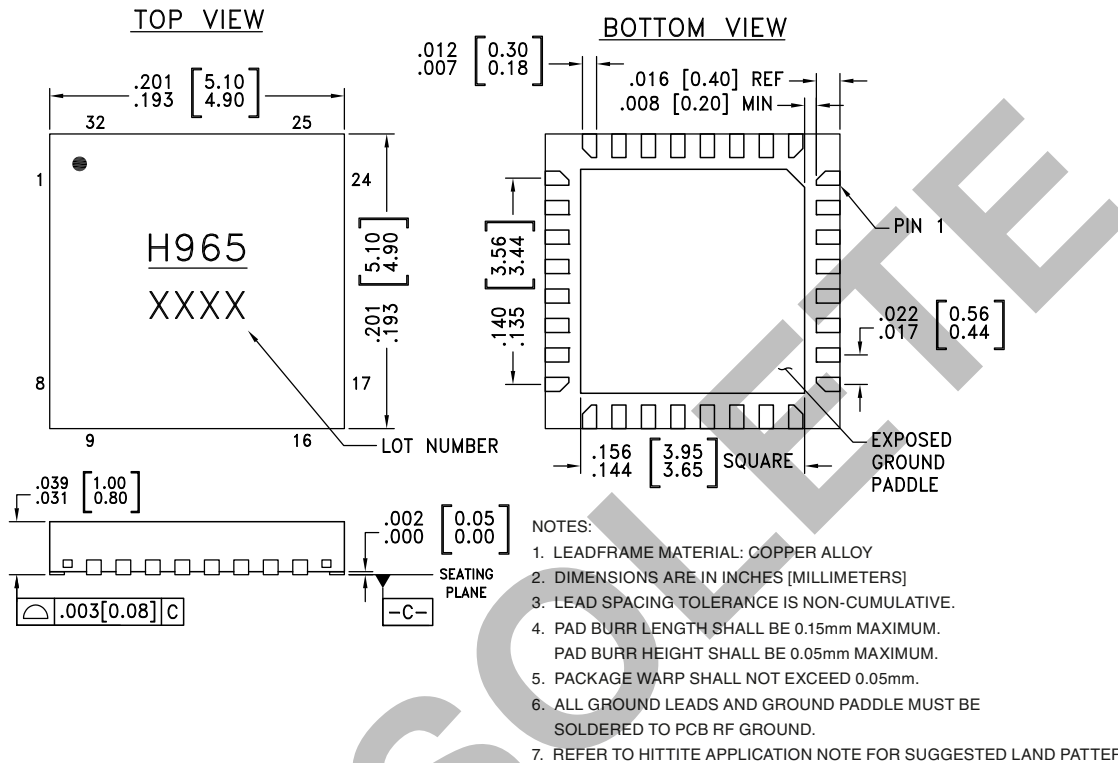 TOP VIEW
.201 [5.10]
.193 [4.90]
32 25
1 24
H965
XXXX
[5.10]
[4.90]
.201
.193
8 17
9 16
LOT NUMBER
BOTTOM VIEW
.012 [0.30]
.007 [0.18]
.016 [0.40] REF
.008 [0.20] MIN
PIN 1
[3.56]
[3.44]
.140
.135
.022 [0.56]
.017 [0.44]
.156 [3.95] SQUARE
.144 [3.65]
EXPOSED
GROUND
PADDLE
.039 [1.00]
.031 [0.80]
.002 [0.05]
.000 [0.00]
SEATING
PLANE
.003[0.08] C
-C-
NOTES:
1. LEADFRAME MATERIAL: COPPER ALLOY
2. DIMENSIONS ARE IN INCHES [MILLIMETERS]
3. LEAD SPACING TOLERANCE IS NON-CUMULATIVE.
4. PAD BURR LENGTH SHALL BE 0.15mm MAXIMUM.
PAD BURR HEIGHT SHALL BE 0.05mm MAXIMUM.
5. PACKAGE WARP SHALL NOT EXCEED 0.05mm.
6. ALL GROUND LEADS AND GROUND PADDLE MUST BE
SOLDERED TO PCB RF GROUND.
7. REFER TO HITTITE APPLICATION NOTE FOR SUGGESTED LAND PATTER
SOLETE